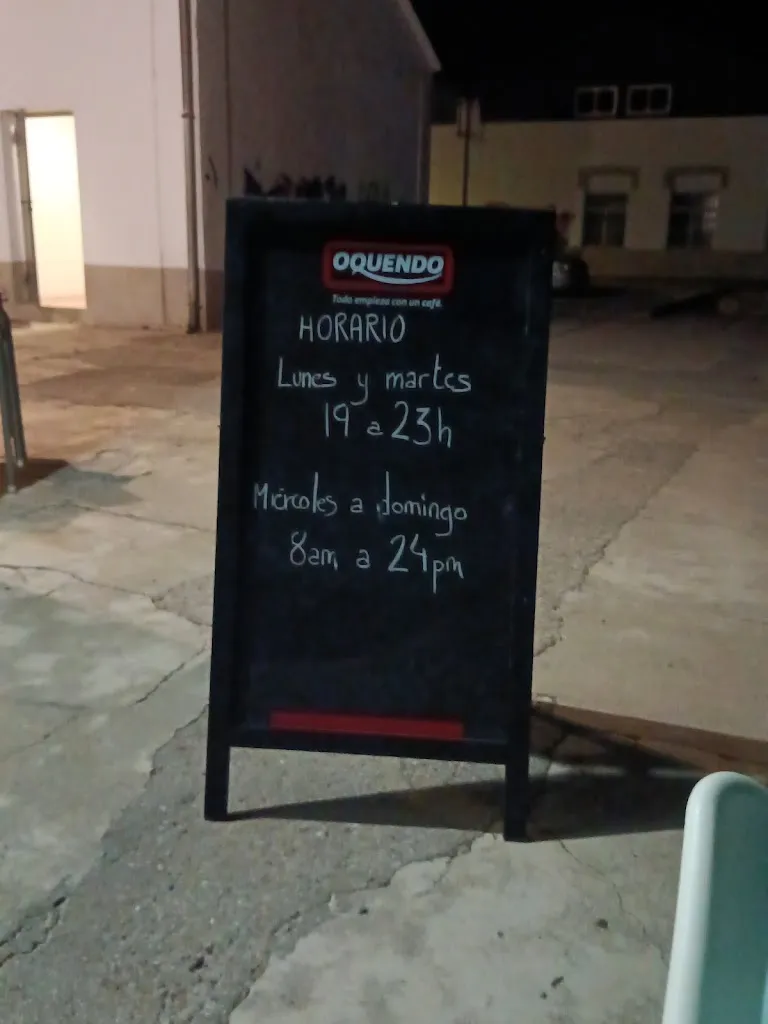 OQUENDO
Todo empieza con un café.
HORARIO
Lunes y martes
19 a 23h
Miércoles a domingo
8am a 24pm